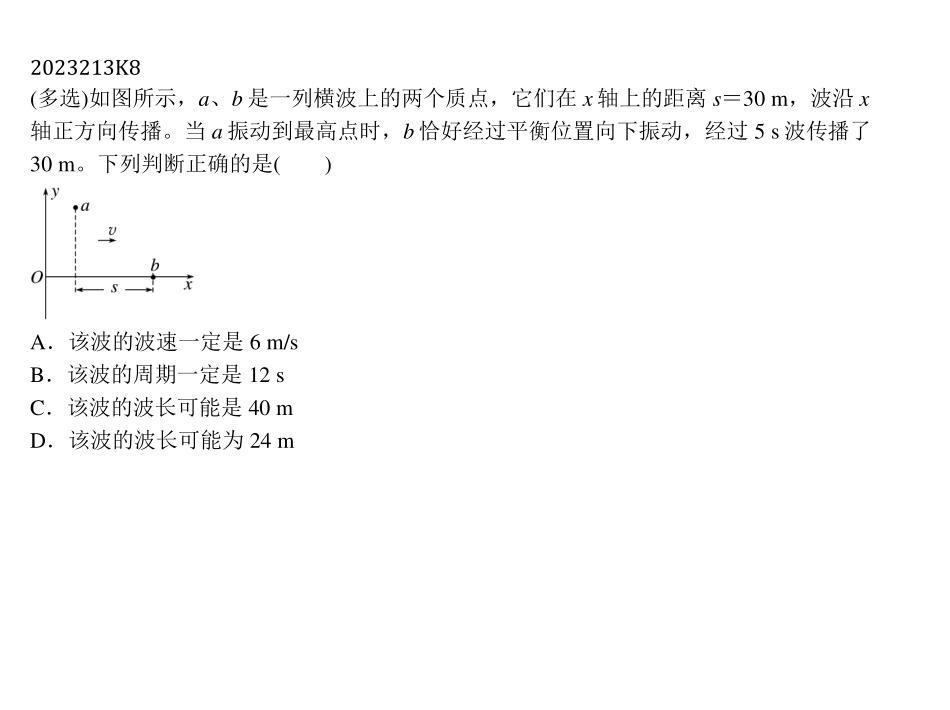 2023213K8
(多选)如图所示，a、b 是一列横波上的两个质点，它们在 x 轴上的距离 s＝30 m，波沿 x
轴正方向传播。当 a 振动到最高点时，b 恰好经过平衡位置向下振动，经过 5 s 波传播了
30 m。下列判断正确的是(　　)
y
a
v
b
O
s
x
A．该波的波速一定是 6 m/s
B．该波的周期一定是 12 s
C．该波的波长可能是 40 m
D．该波的波长可能为 24 m